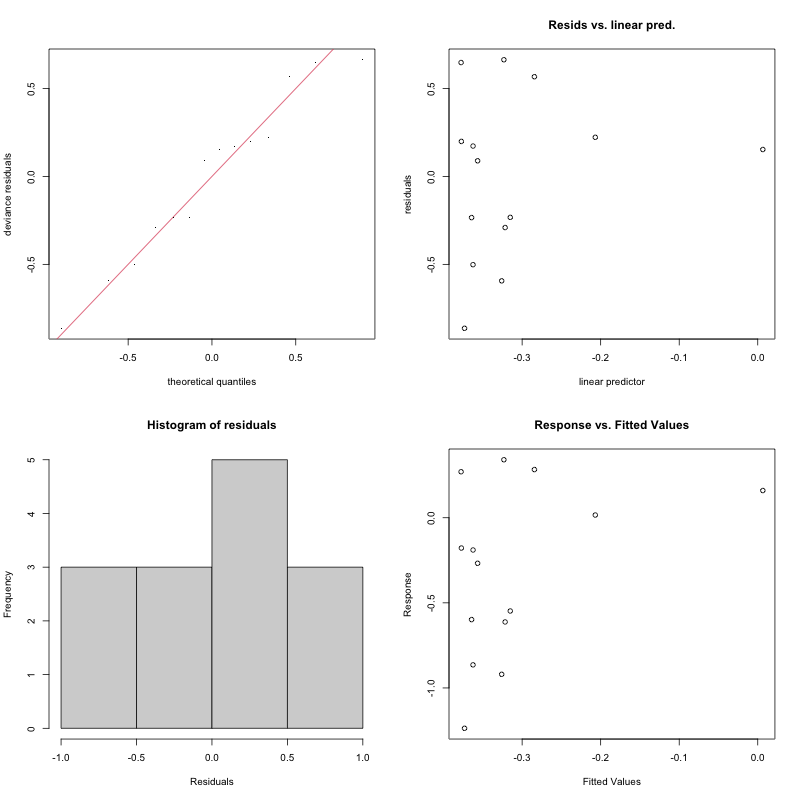 deviance residuals
0.5
0.0
-0.5
-0.5 0.0 0.5
theoretical quantiles
Resids vs. linear pred.
residuals
0.5
0.0
-0.5
-0.3 -0.2 -0.1 0.0
linear predictor
Histogram of residuals
Frequency
5
4
3
2
1
0
-1.0 -0.5 0.0 0.5 1.0
Residuals
Response vs. Fitted Values
Response
0.0
-0.5
-1.0
-0.3 -0.2 -0.1 0.0
Fitted Values